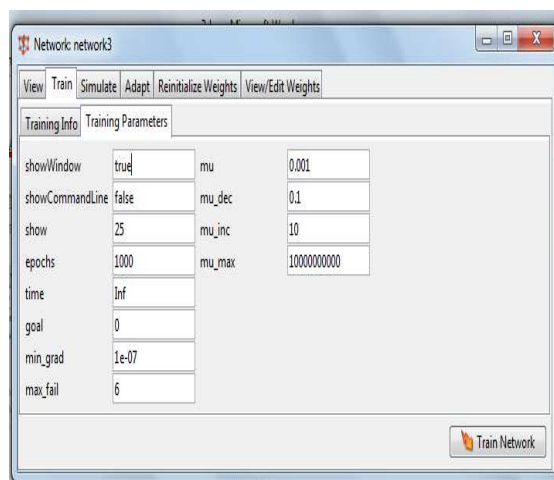 Network: network3
View Train Simulate Adapt Reinitialize Weights View/Edit Weights
Training Info Training Parameters
showWindow true mu 0.001
showCommandLine false mu_dec 0.1
show 25 mu_inc 10
epochs 1000 mu_max 10000000000
time Inf
goal 0
min_grad 1e-07
max_fail 6
Train Network